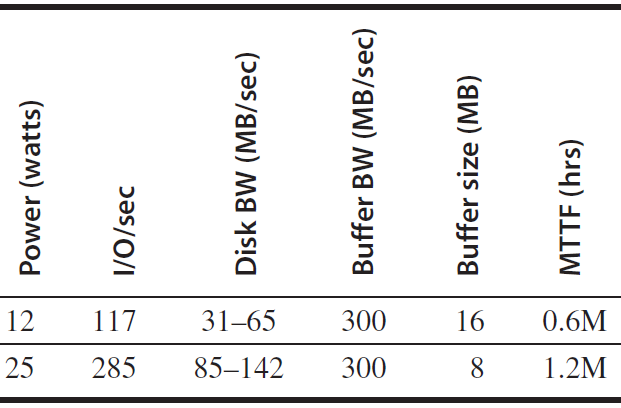 Power (watts) I/O/sec Disk BW (MB/sec) Buffer BW (MB/sec) Buffer size (MB) MTTF (hrs)
12 117 31–65 300 16 0.6M
25 285 85–142 300 8 1.2M